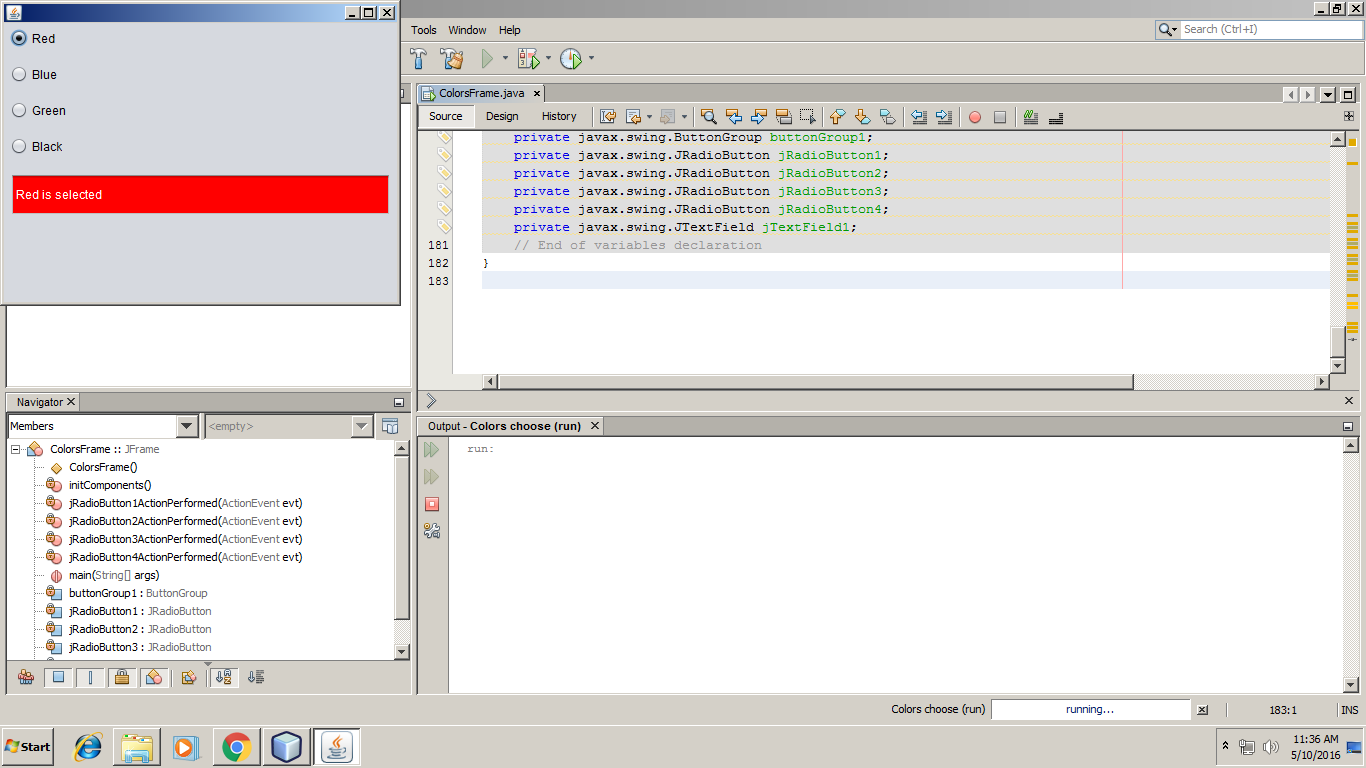 Red
Blue
Green
Black
Red is selected
Tools Window Help
Search (Ctrl+I)
ColorsFrame.java
Source Design History
private javax.swing.ButtonGroup buttonGroup1;
private javax.swing.JRadioButton jRadioButton1;
private javax.swing.JRadioButton jRadioButton2;
private javax.swing.JRadioButton jRadioButton3;
private javax.swing.JRadioButton jRadioButton4;
private javax.swing.JTextField jTextField1;
181 // End of variables declaration
182 }
183
Navigator
Members <empty>
ColorsFrame :: JFrame
ColorsFrame()
initComponents()
jRadioButton1ActionPerformed(ActionEvent evt)
jRadioButton2ActionPerformed(ActionEvent evt)
jRadioButton3ActionPerformed(ActionEvent evt)
jRadioButton4ActionPerformed(ActionEvent evt)
main(String[] args)
buttonGroup1 : ButtonGroup
jRadioButton1 : JRadioButton
jRadioButton2 : JRadioButton
jRadioButton3 : JRadioButton
Output - Colors choose (run)
run:
Colors choose (run) running... 183:1 INS
Start
11:36 AM
5/10/2016